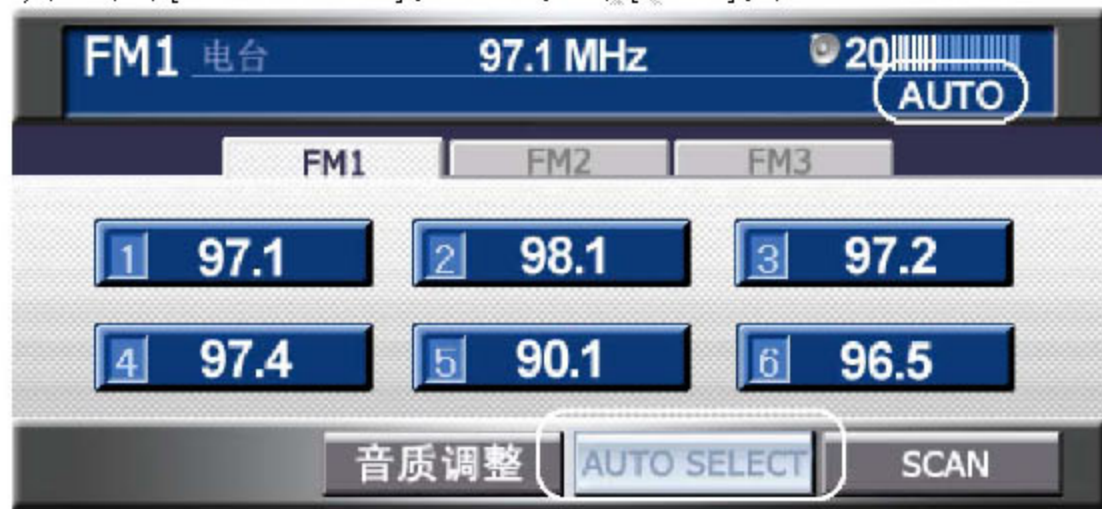 FM1 电台 97.1 MHz 20
AUTO
FM1 FM2 FM3
1 97.1 2 98.1 3 97.2
4 97.4 5 90.1 6 96.5
音质调整 AUTO SELECT SCAN